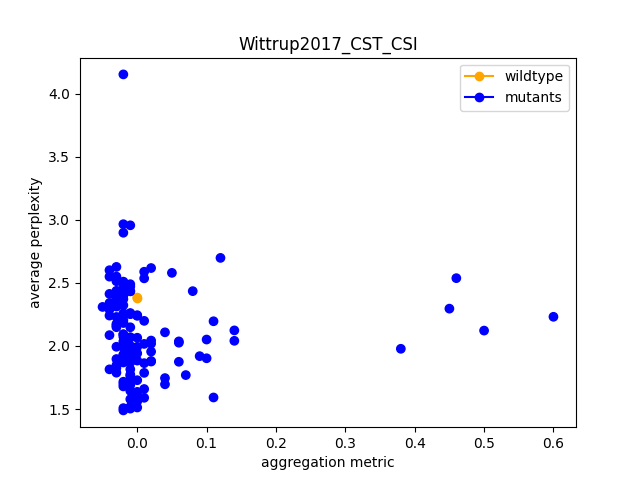 Wittrup2017_CST_CSI
wildtype
mutants
4.0
3.5
3.0
2.5
2.0
1.5
average perplexity
0.0
0.1
0.2
0.3
0.4
0.5
0.6
aggregation metric